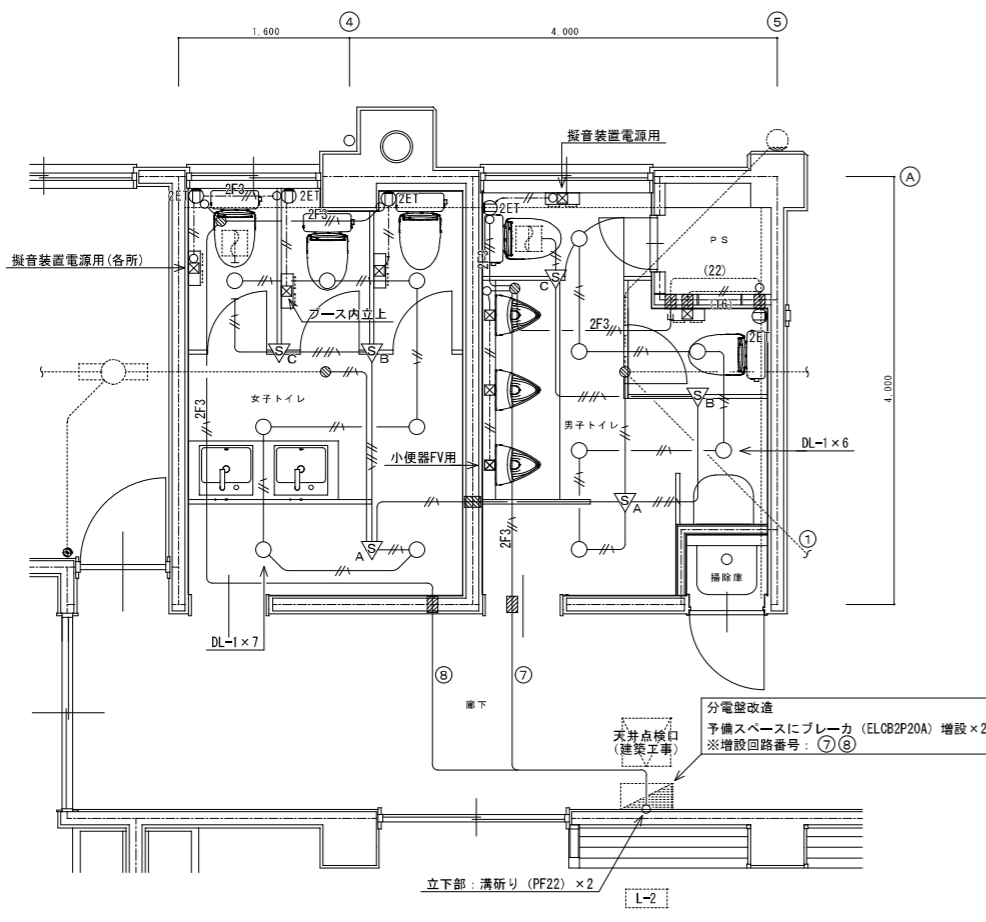 ④
⑤
1,600
4,000
擬音装置電源用
Ⓐ
2ET
2F3
2ET
2F3
2ET
2ET
2F3
PS
(22)
(16)
擬音装置電源用(各所)
ブース内立上
C
2F3
2ET
S
C
S
B
S
B
女子トイレ
2F3
男子トイレ
4,000
DL-1×6
小便器FV用
S
A
S
A
2F3
①
掃除庫
DL-1×7
⑧
⑦
廊下
分電盤改造
予備スペースにブレーカ (ELCB2P20A) 増設×2
※増設回路番号: ⑦⑧
天井点検口
(建築工事)
立下部:溝斫り (PF22) ×2
L-2